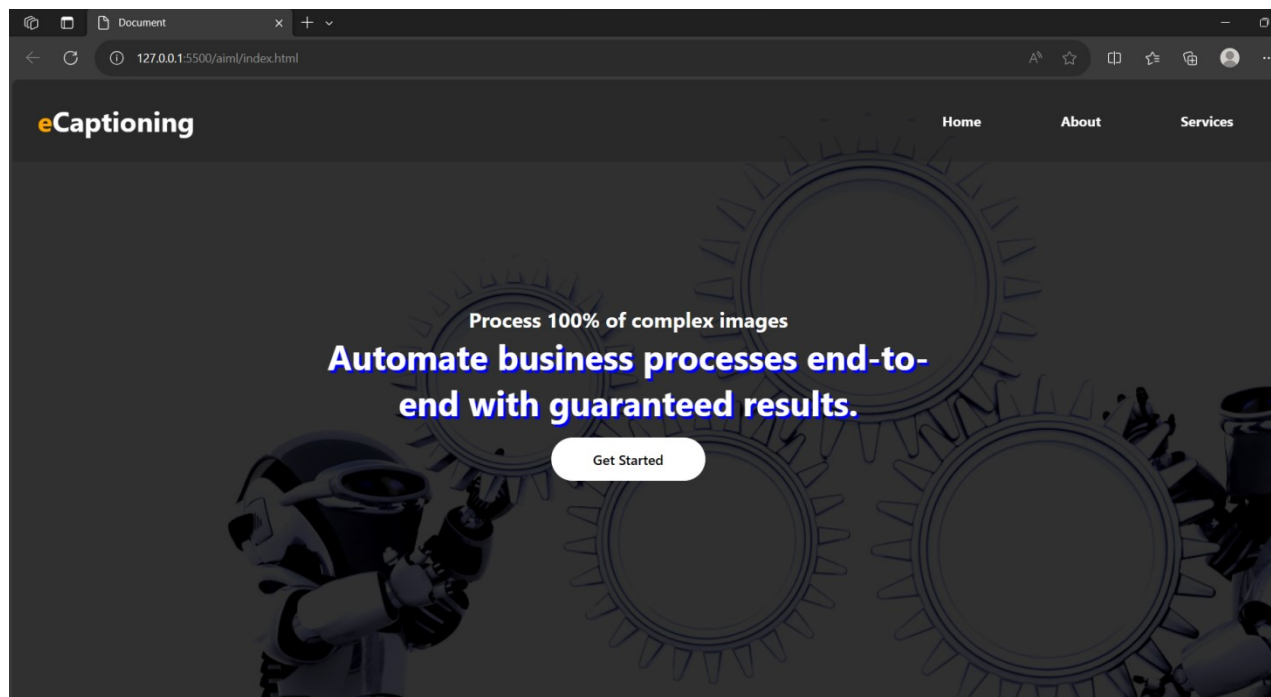 Document
127.0.0.1:5500/aiml/index.html
eCaptioning
Home About Services
Process 100% of complex images
Automate business processes end-to-
end with guaranteed results.
Get Started